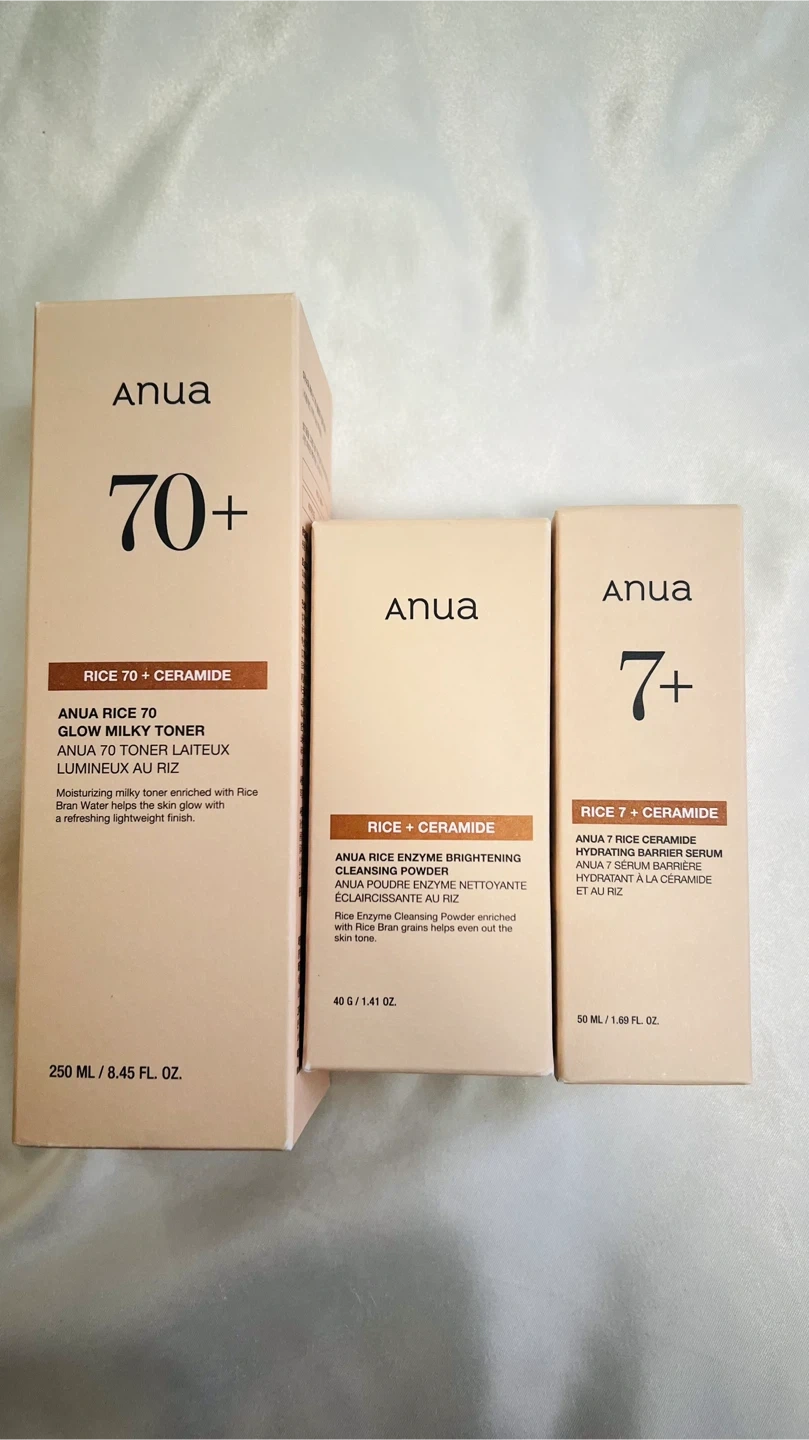 Anua
70+
RICE 70 + CERAMIDE
ANUA RICE 70
GLOW MILKY TONER
ANUA 70 TONER LAITEUX
LUMINEUX AU RIZ
Moisturizing milky toner enriched with Rice
Bran Water helps the skin glow with
a refreshing lightweight finish.
250 ML / 8.45 FL. OZ.
Anua
RICE + CERAMIDE
ANUA RICE ENZYME BRIGHTENING
CLEANSING POWDER
ANUA POUDRE ENZYME NETTOYANTE
ÉCLAIRCISSANTE AU RIZ
Rice Enzyme Cleansing Powder enriched
with Rice Bran grains helps even out the
skin tone.
40 G / 1.41 OZ.
Anua
7+
RICE 7 + CERAMIDE
ANUA 7 RICE CERAMIDE
HYDRATING BARRIER SERUM
ANUA 7 SÉRUM BARRIÈRE
HYDRATANT À LA CÉRAMIDE
ET AU RIZ
50 ML / 1.69 FL. OZ.